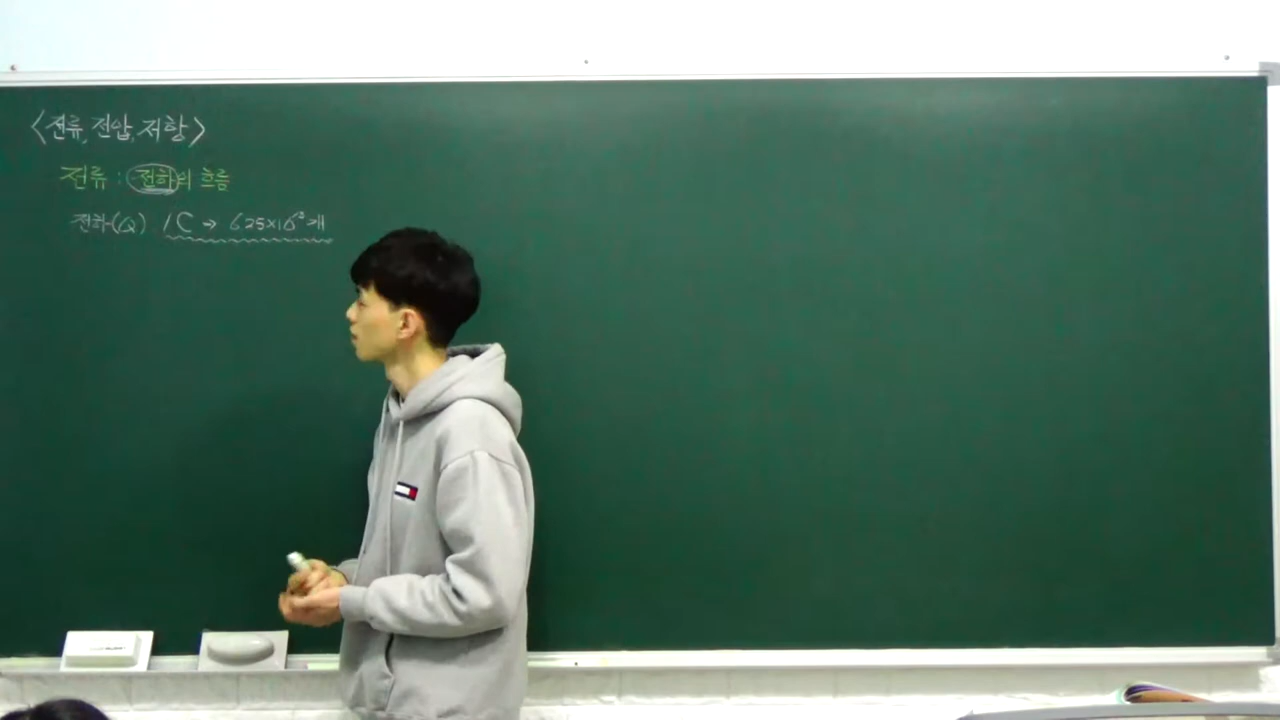 <전류, 전압, 저항>
전류 : 전하의 흐름
전하(Q) 1C → 6.25×10¹⁸개